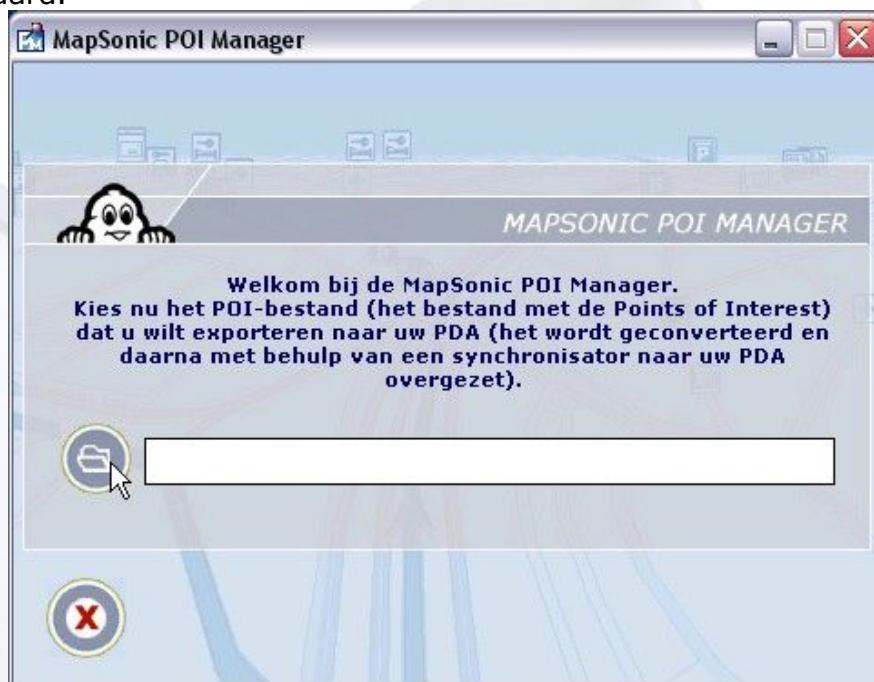 MapSonic POI Manager
MAPSONIC POI MANAGER
Welkom bij de MapSonic POI Manager.
Kies nu het POI-bestand (het bestand met de Points of Interest)
dat u wilt exporteren naar uw PDA (het wordt geconverteerd en
daarna met behulp van een synchronisator naar uw PDA
overgezet).